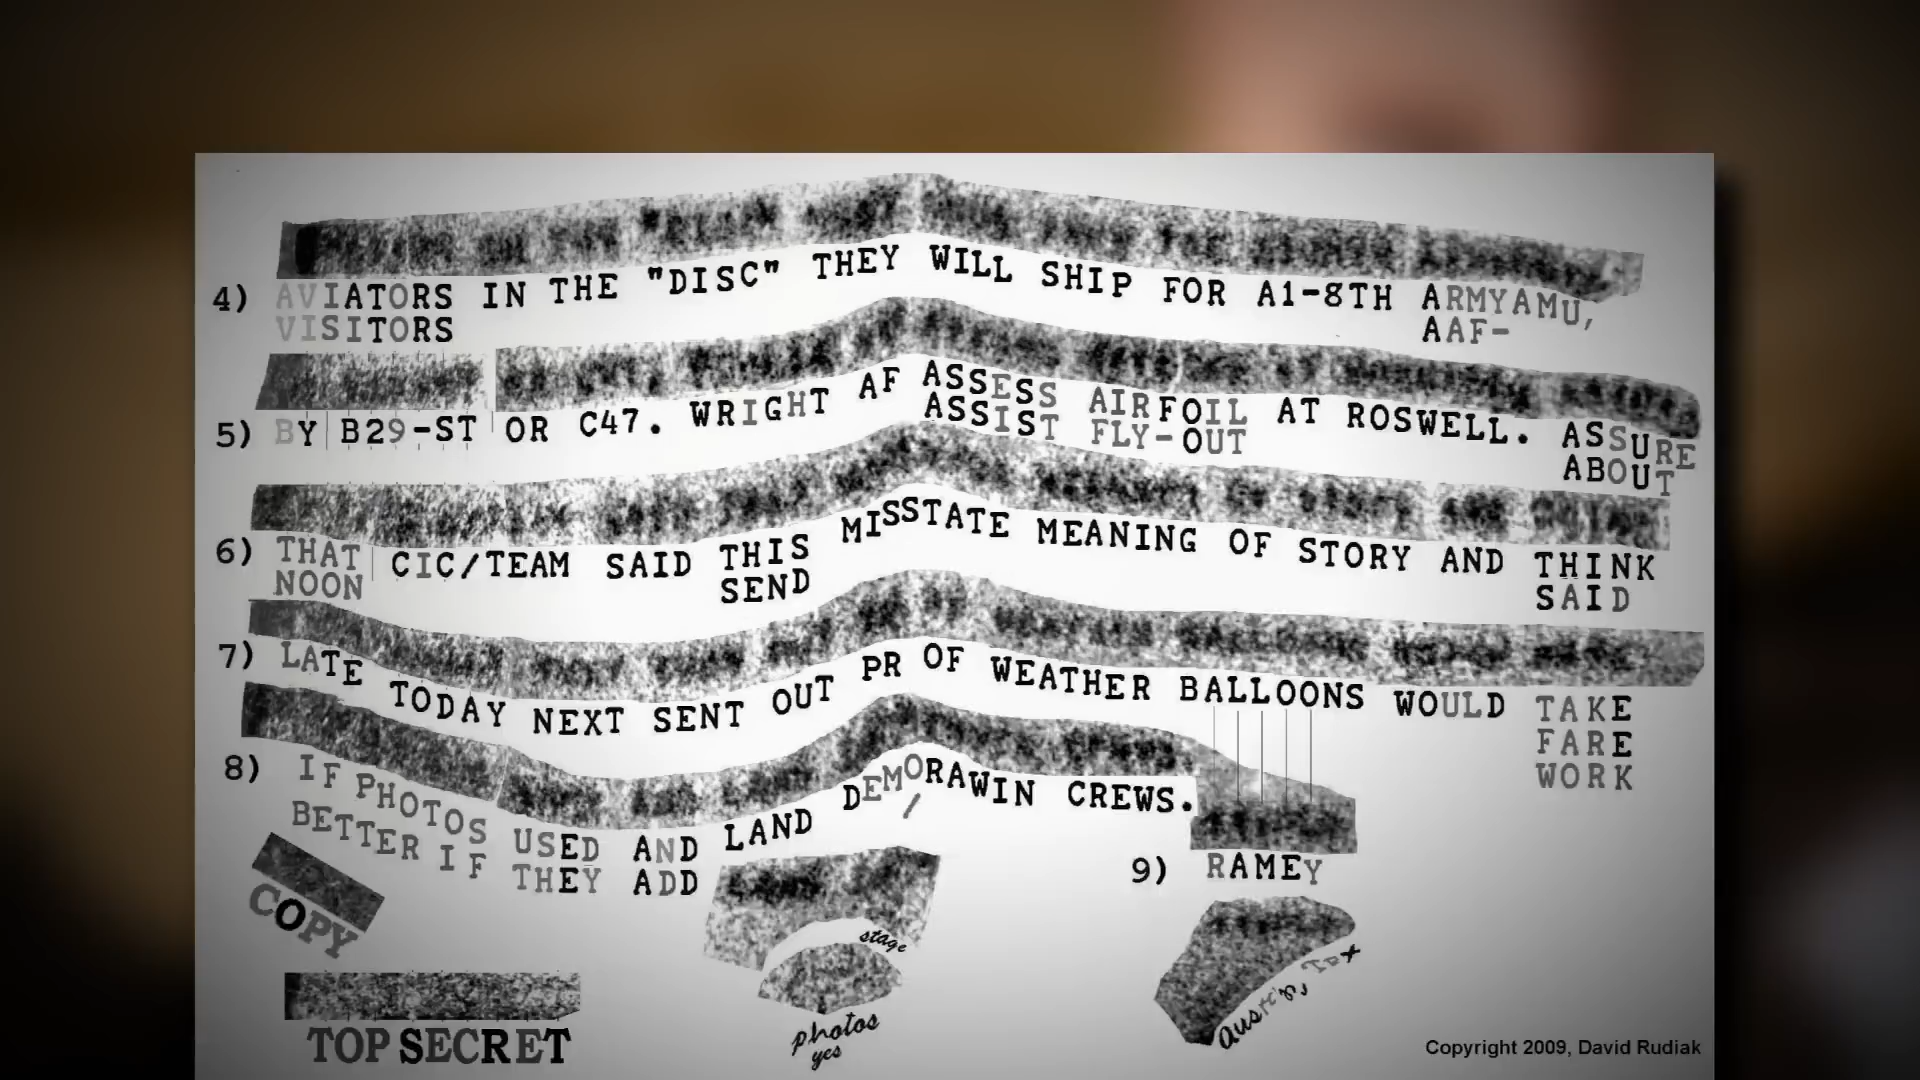 4) AVIATORS IN THE "DISC" THEY WILL SHIP FOR A1-8TH ARMYAMU,
VISITORS AAF-
5) BY B29-ST OR C47. WRIGHT AF ASSESS AIRFOIL AT ROSWELL. ASSURE
ASSIST FLY-OUT ABOUT
6) THAT CIC/TEAM SAID THIS MISSTATE MEANING OF STORY AND THINK
NOON SEND SAID
7) LATE TODAY NEXT SENT OUT PR OF WEATHER BALLOONS WOULD TAKE
FARE
WORK
8) IF PHOTOS USED AND LAND DEMO/RAWIN CREWS.
BETTER IF THEY ADD
9) RAMEY
COPY
stage
photos
yes
Austin, Tex
TOP SECRET
Copyright 2009, David Rudiak